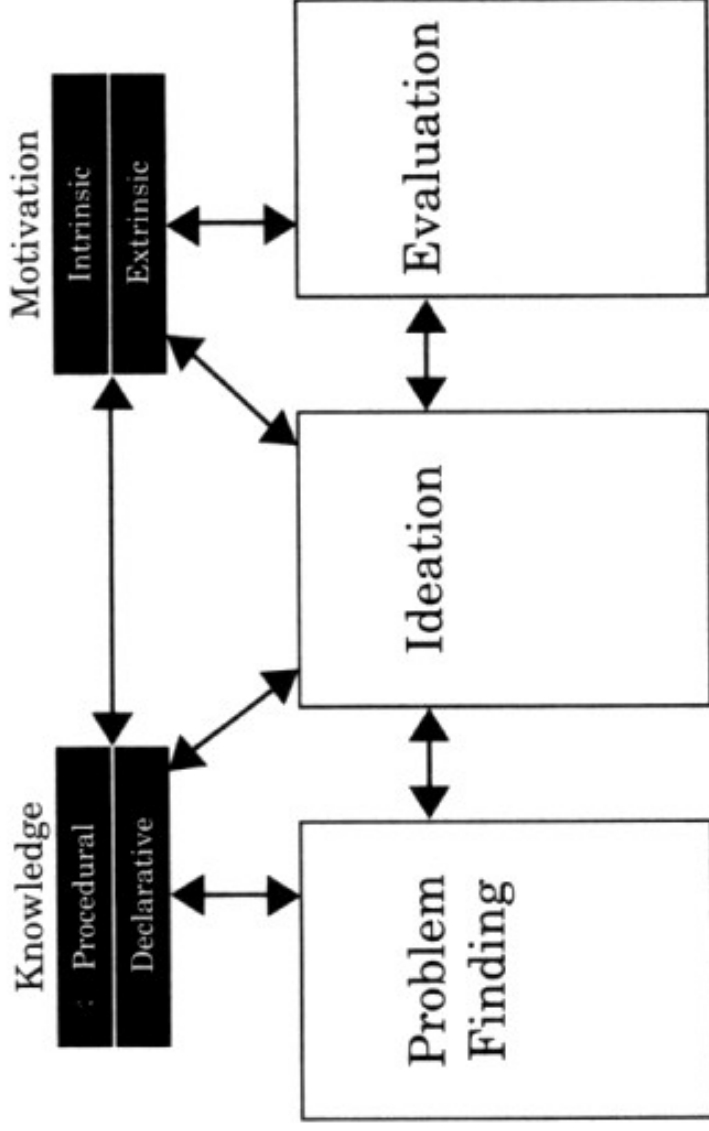 Knowledge
Procedural
Declarative
Motivation
Intrinsic
Extrinsic
Problem
Finding
Ideation
Evaluation